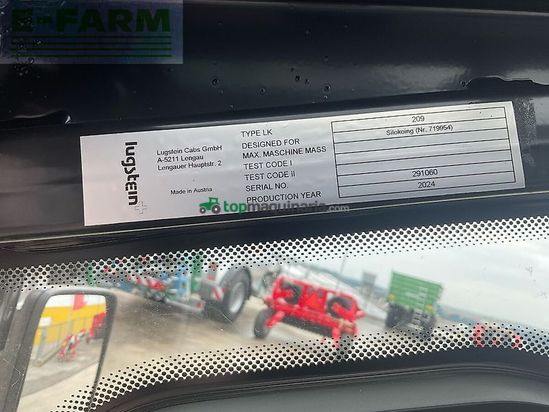 E-FARM
lugstein
Lugstein Cabs GmbH
A-5211 Lengau
Lengauer Hauptstr. 2
Made in Austria
TYPE LK 209
DESIGNED FOR Silokoing (Nr. 719954)
MAX. MASCHINE MASS
TEST CODE I
TEST CODE II
SERIAL NO. 291060
PRODUCTION YEAR 2024
topmaquinaria.com